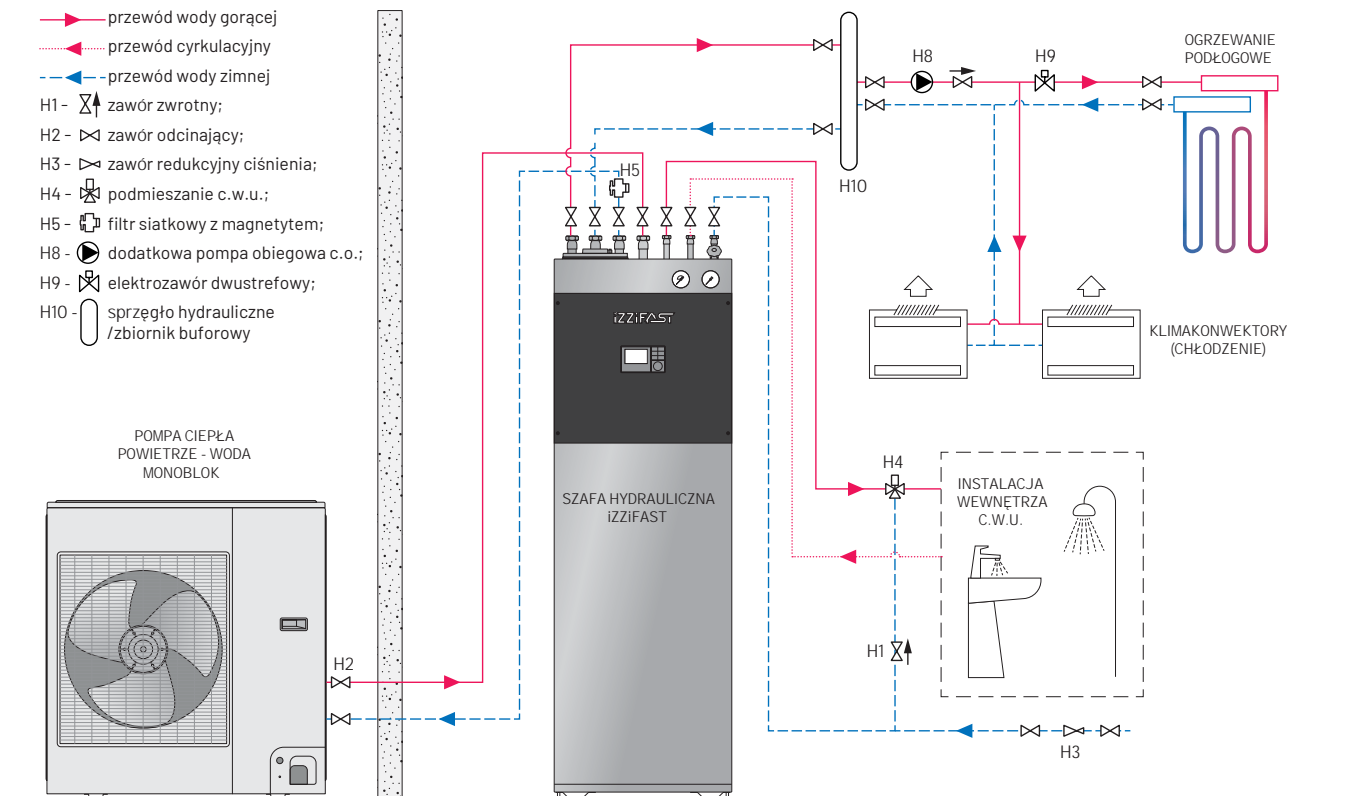 przewód wody gorącej
przewód cyrkulacyjny
przewód wody zimnej
H1 - zawór zwrotny;
H2 - zawór odcinający;
H3 - zawór redukcyjny ciśnienia;
H4 - podmieszanie c.w.u.;
H5 - filtr siatkowy z magnetytem;
H8 - dodatkowa pompa obiegowa c.o.;
H9 - elektrozawór dwustrefowy;
H10 - sprzęgło hydrauliczne
/zbiornik buforowy
POMPA CIEPŁA
POWIETRZE - WODA
MONOBLOK
H2
H5
iZZiFAST
SZAFA HYDRAULICZNA
iZZiFAST
H10
H8
H9
OGRZEWANIE
PODŁOGOWE
KLIMAKONWEKTORY
(CHŁODZENIE)
H4
INSTALACJA
WEWNĘTRZA
C.W.U.
H1
H3